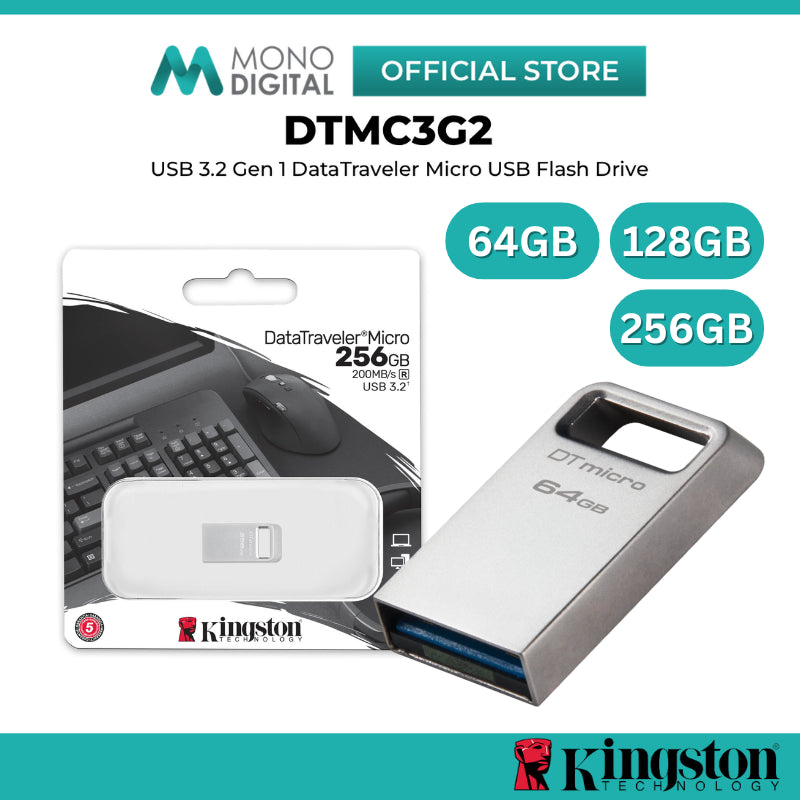 MONO
DIGITAL
OFFICIAL STORE
DTMC3G2
USB 3.2 Gen 1 DataTraveler Micro USB Flash Drive
64GB
128GB
256GB
DataTraveler®Micro
256GB
200MB/s R
USB 3.2†
DT micro
64GB
5
Kingston
TECHNOLOGY
Kingston
TECHNOLOGY